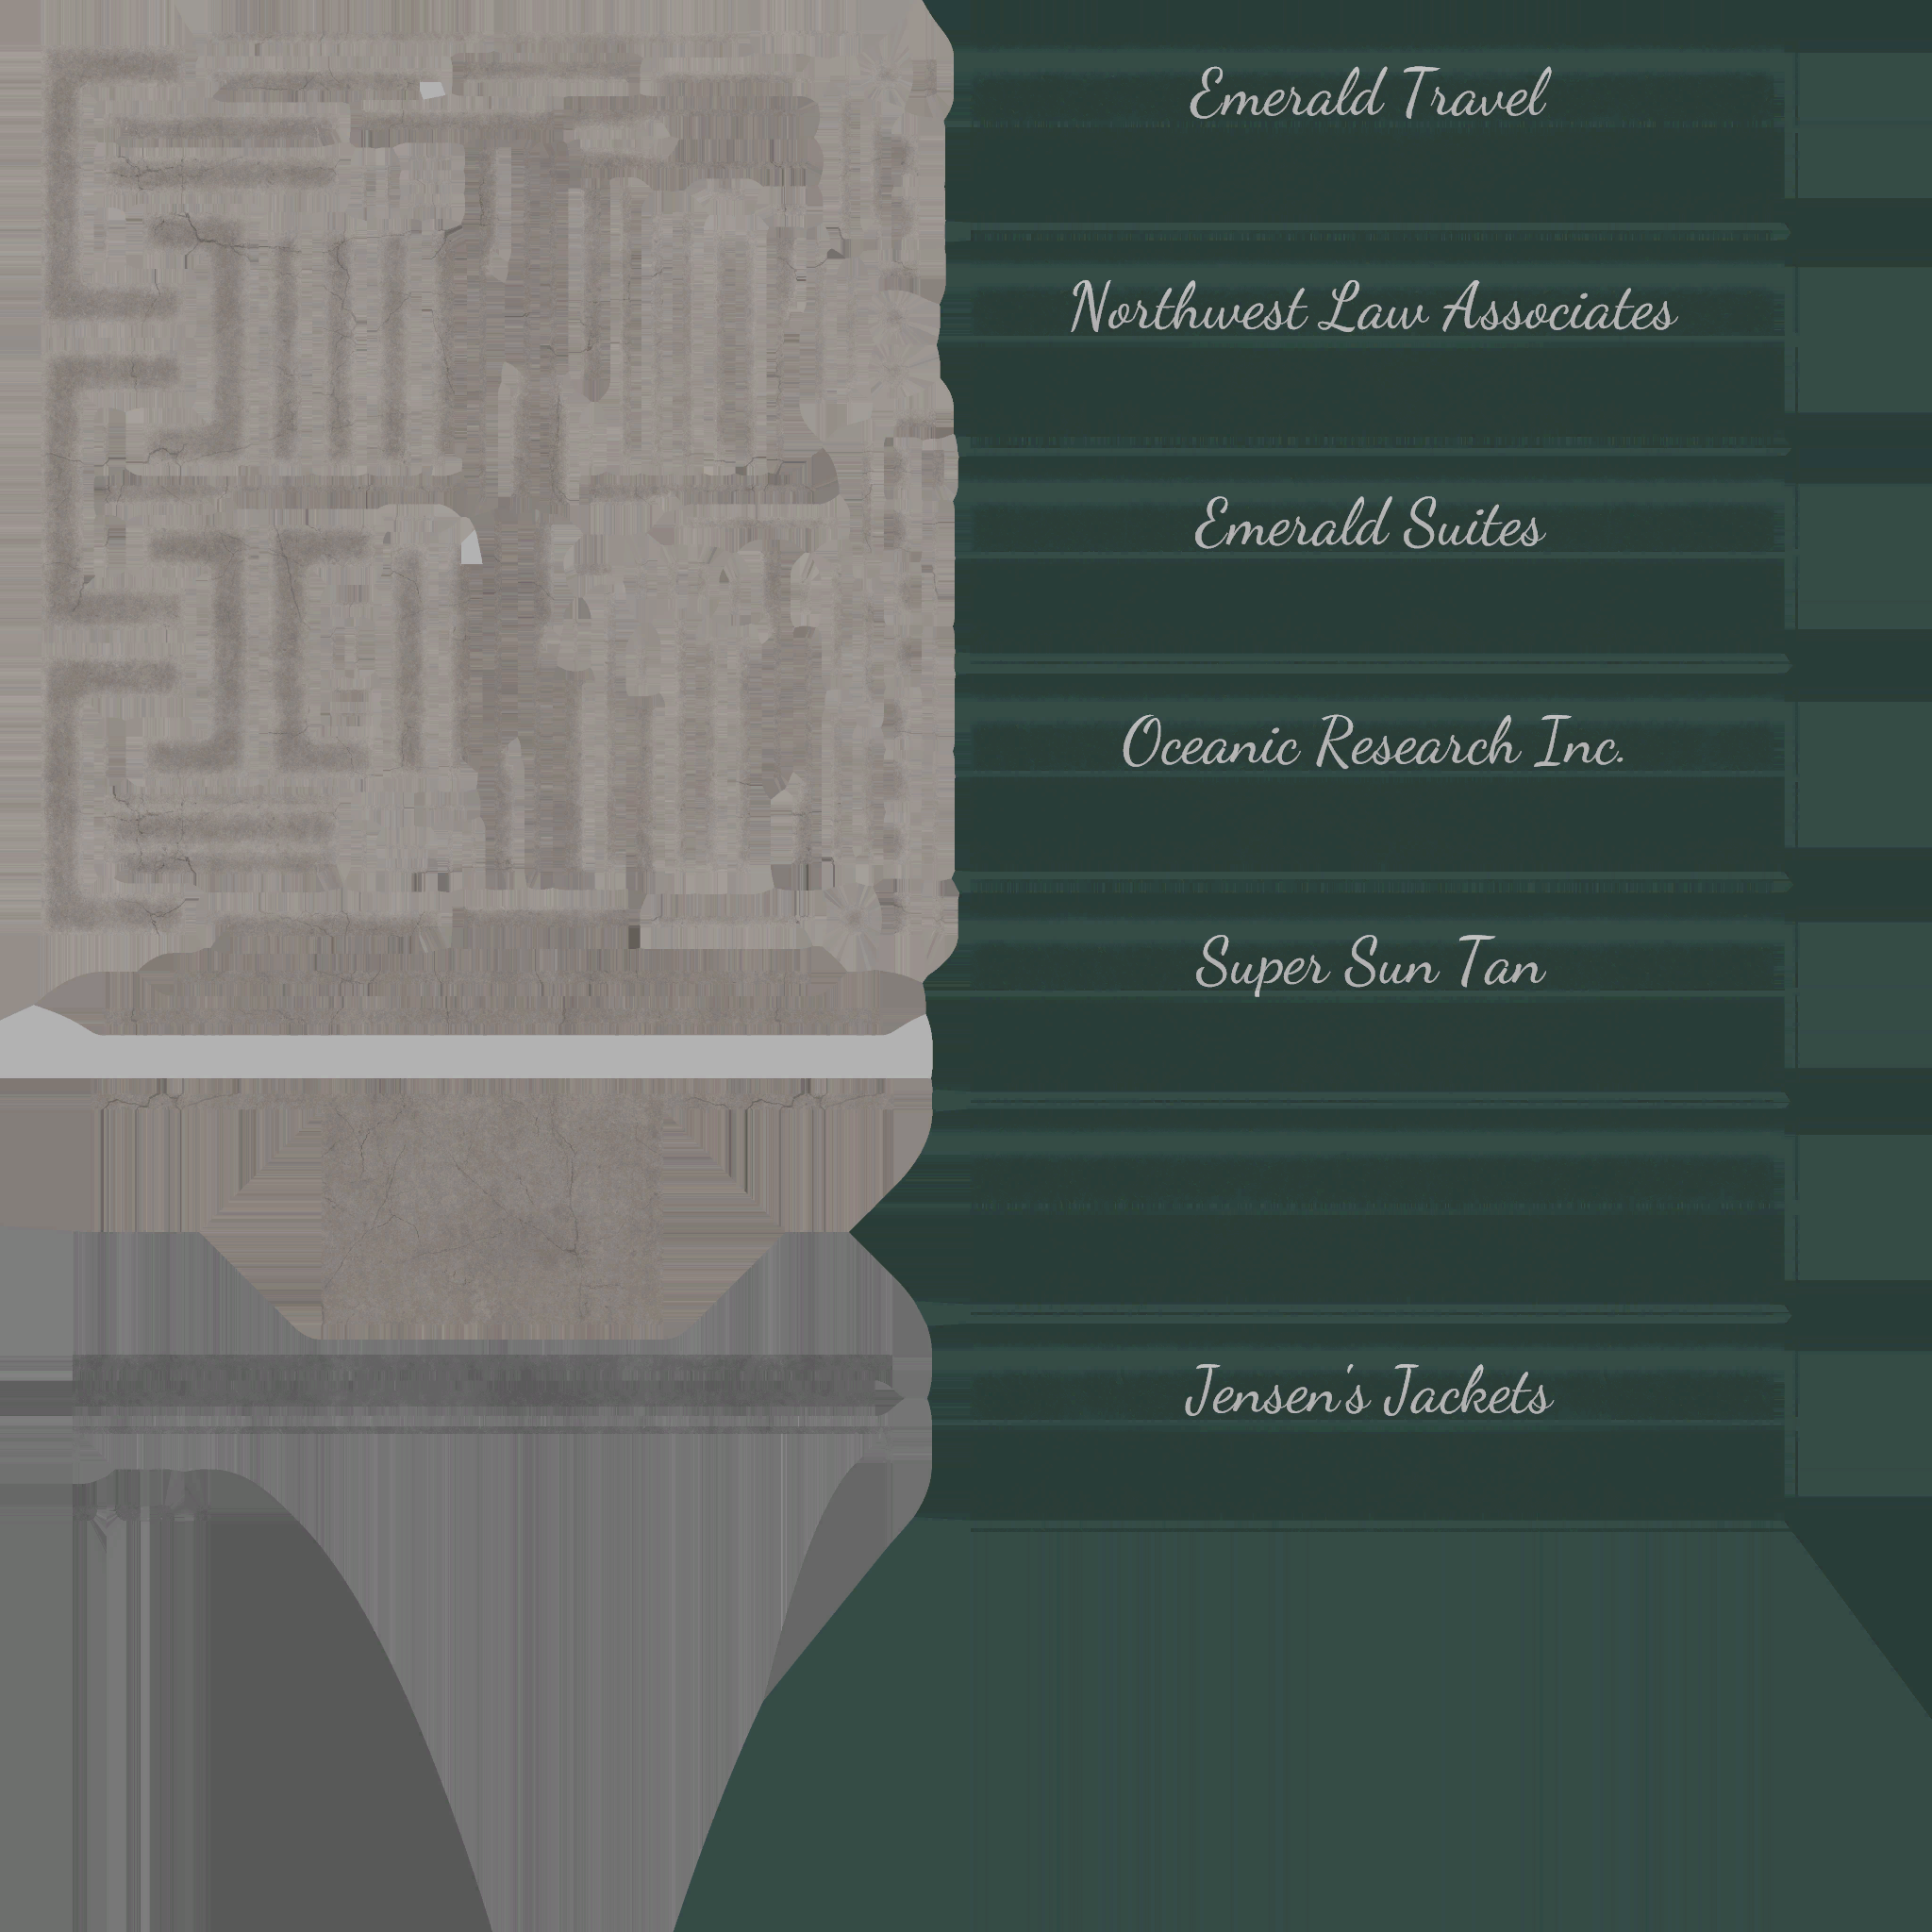 Emerald Travel
Northwest Law Associates
Emerald Suites
Oceanic Research Inc.
Super Sun Tan
Jensen's Jackets